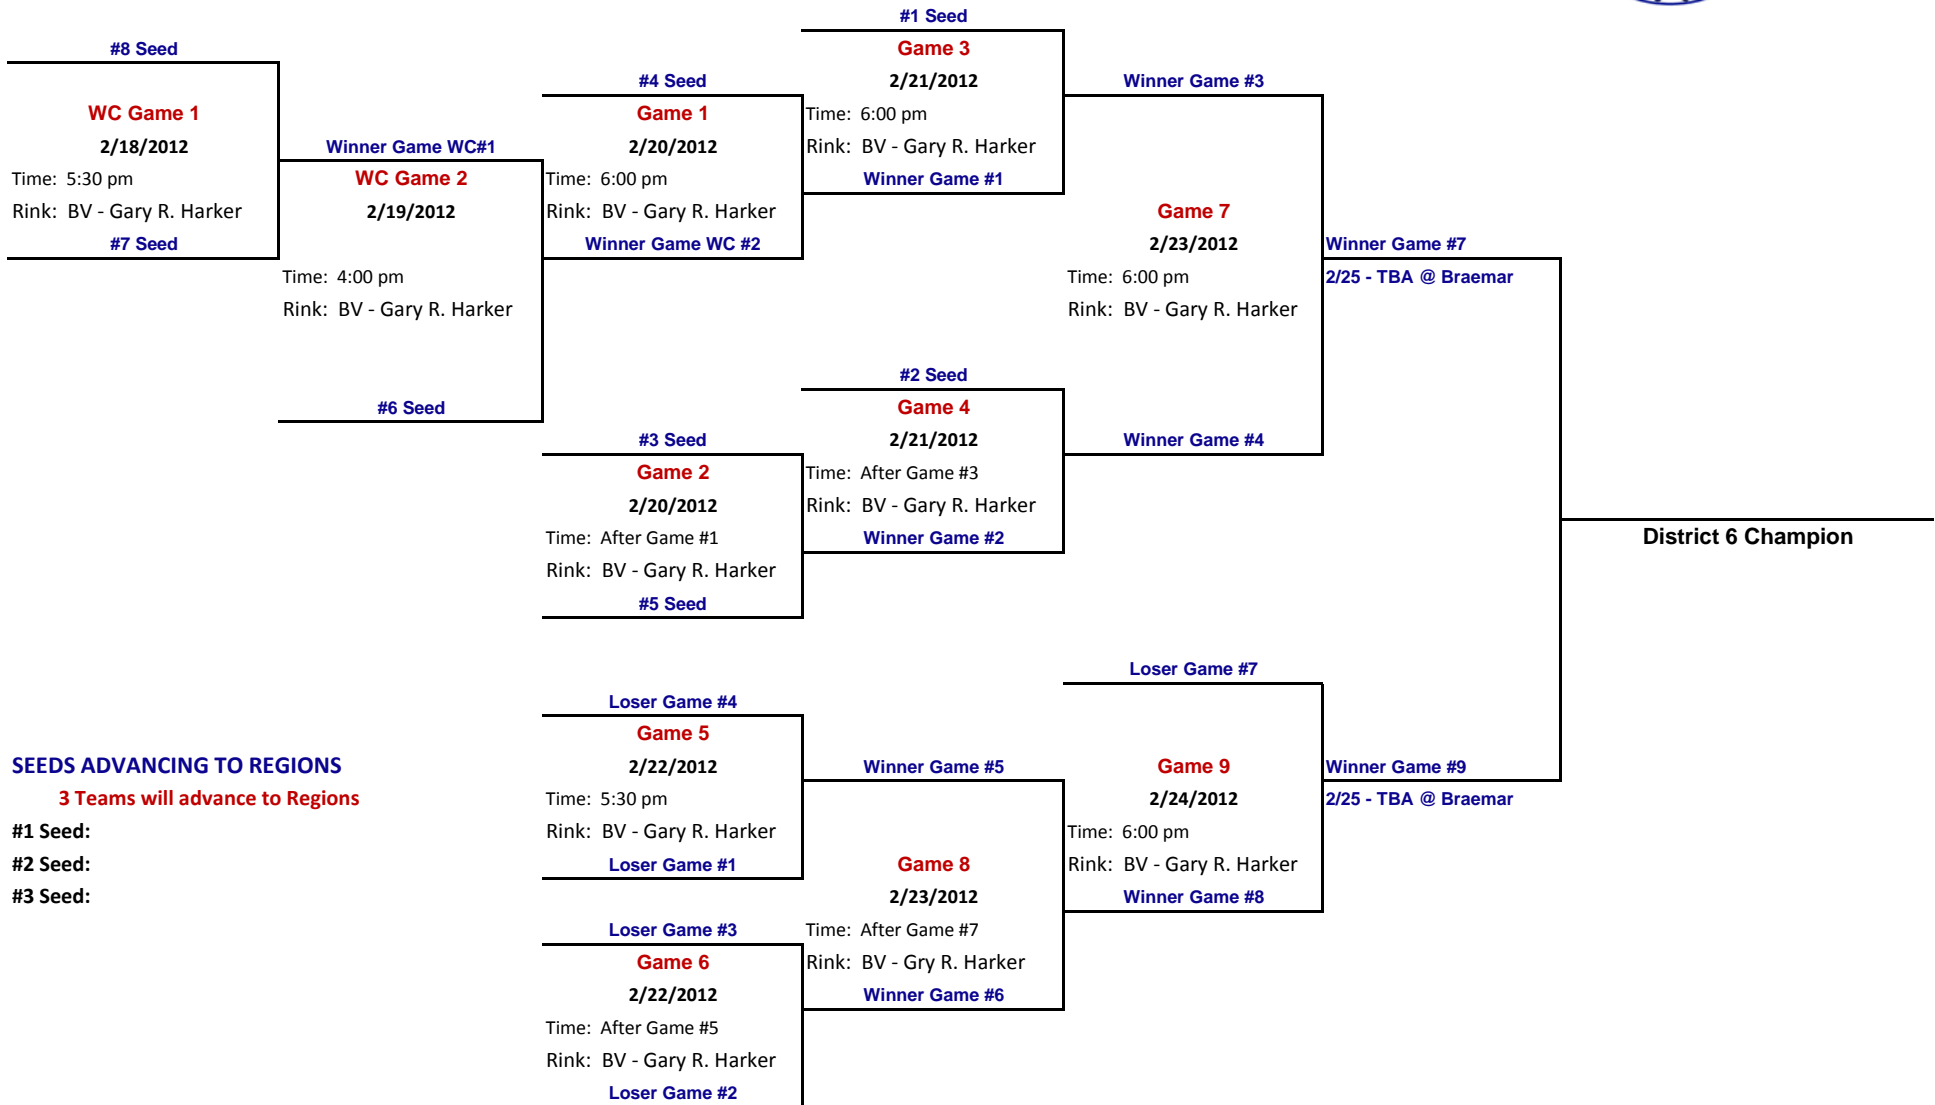 #1 Seed
Game 3
2/21/2012
Time: 6:00 pm
Rink: BV - Gary R. Harker
Winner Game #1
#8 Seed
WC Game 1
2/18/2012
Time: 5:30 pm
Rink: BV - Gary R. Harker
#7 Seed
Winner Game WC#1
WC Game 2
2/19/2012
Time: 4:00 pm
Rink: BV - Gary R. Harker
#6 Seed
#4 Seed
Game 1
2/20/2012
Time: 6:00 pm
Rink: BV - Gary R. Harker
Winner Game WC #2
Winner Game #3
Game 7
2/23/2012
Time: 6:00 pm
Rink: BV - Gary R. Harker
Winner Game #4
Winner Game #7
2/25 - TBA @ Braemar
#2 Seed
Game 4
2/21/2012
Time: After Game #3
Rink: BV - Gary R. Harker
Winner Game #2
#3 Seed
Game 2
2/20/2012
Time: After Game #1
Rink: BV - Gary R. Harker
#5 Seed
District 6 Champion
Loser Game #7
Game 9
2/24/2012
Time: 6:00 pm
Rink: BV - Gary R. Harker
Winner Game #8
Winner Game #9
2/25 - TBA @ Braemar
Loser Game #4
Game 5
2/22/2012
Time: 5:30 pm
Rink: BV - Gary R. Harker
Loser Game #1
Winner Game #5
Game 8
2/23/2012
Time: After Game #7
Rink: BV - Gry R. Harker
Winner Game #6
Loser Game #3
Game 6
2/22/2012
Time: After Game #5
Rink: BV - Gary R. Harker
Loser Game #2
SEEDS ADVANCING TO REGIONS
3 Teams will advance to Regions
#1 Seed:
#2 Seed:
#3 Seed: